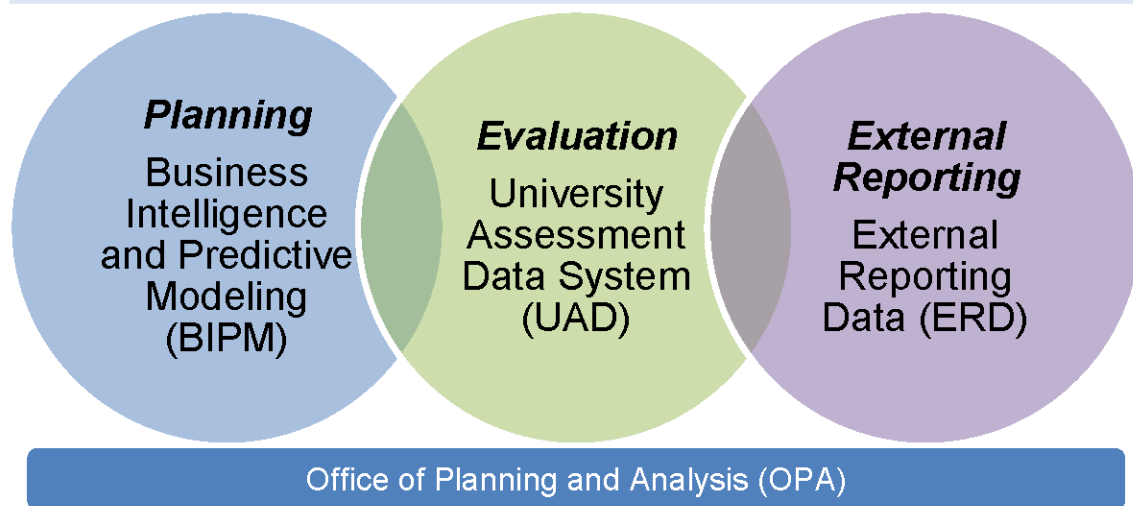 Planning
Business
Intelligence
and Predictive
Modeling
(BIPM)
Evaluation
University
Assessment
Data System
(UAD)
External
Reporting
External
Reporting
Data (ERD)
Office of Planning and Analysis (OPA)